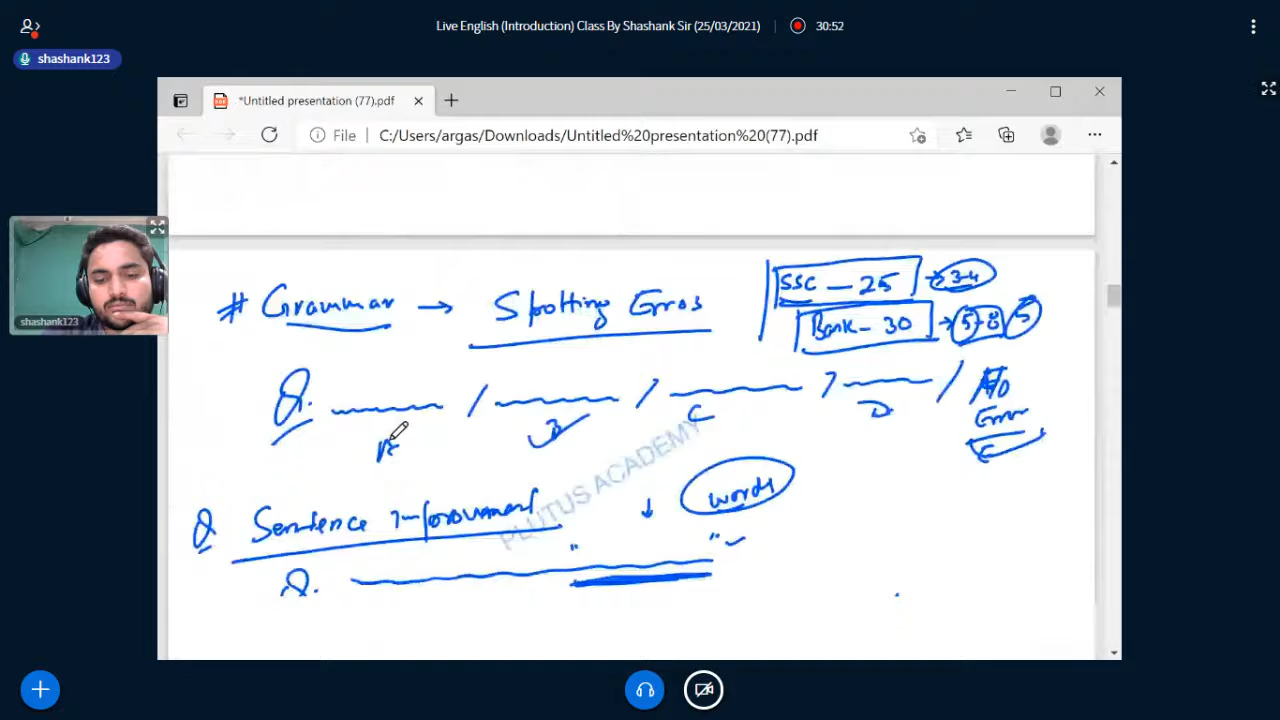 Live English (Introduction) Class By Shashank Sir (25/03/2021)
30:52
shashank123
*Untitled presentation (77).pdf
File
C:/Users/argas/Downloads/Untitled%20presentation%20(77).pdf
shashank123
# Grammar → Spotting Erros
SSC - 25 → 3-4
Bank - 30 → 5-8 5
Q. / / / / No
Error
A B C D E
PLUTUS ACADEMY
Q Sentence Improvement ↓ words
Q.